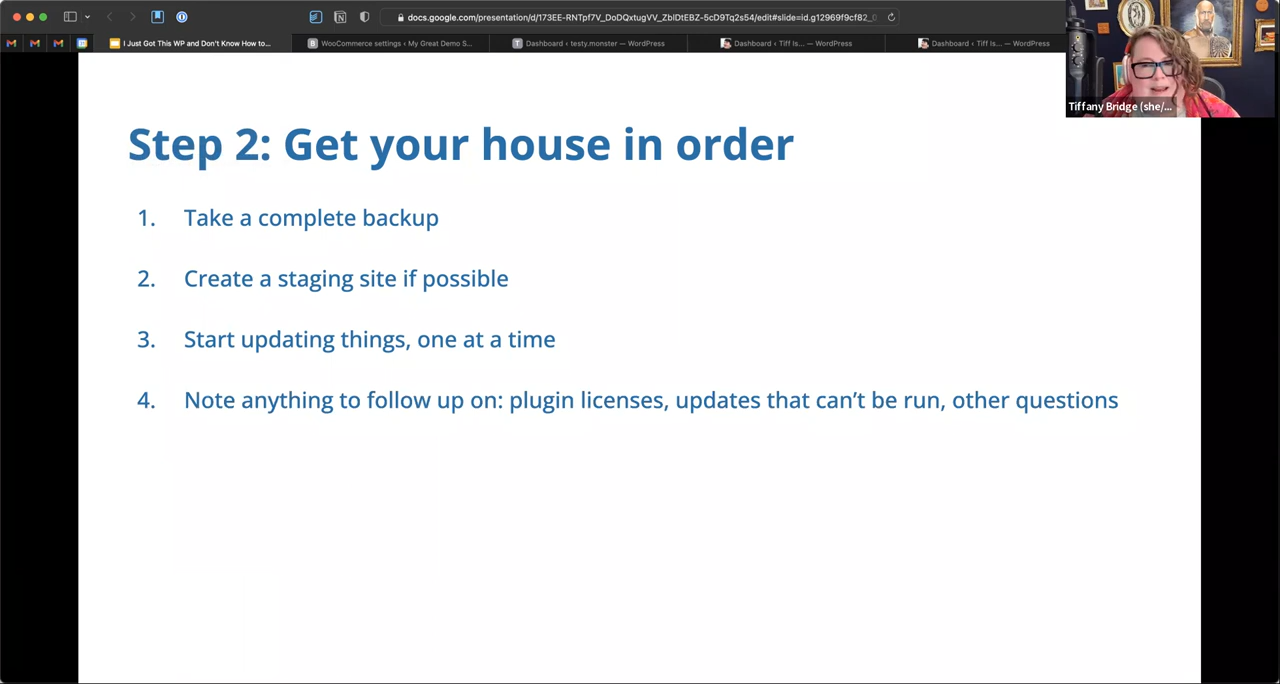 docs.google.com/presentation/d/173EE-RNTpf7V_DoDQxtugVV_ZblDtEBZ-5cD9Tq2s54/edit#slide=id.g12969f9cf82_0
I Just Got This WP and Don't Know How to...
WooCommerce settings ‹ My Great Demo S...
Dashboard ‹ testy.monster — WordPress
Dashboard ‹ Tiff Is... — WordPress
Dashboard ‹ Tiff Is... — WordPress
Tiffany Bridge (she/...
Step 2: Get your house in order
1. Take a complete backup
2. Create a staging site if possible
3. Start updating things, one at a time
4. Note anything to follow up on: plugin licenses, updates that can’t be run, other questions